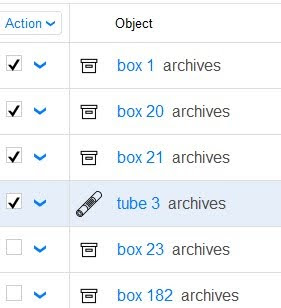 Action Object
box 1 archives
box 20 archives
box 21 archives
tube 3 archives
box 23 archives
box 182 archives